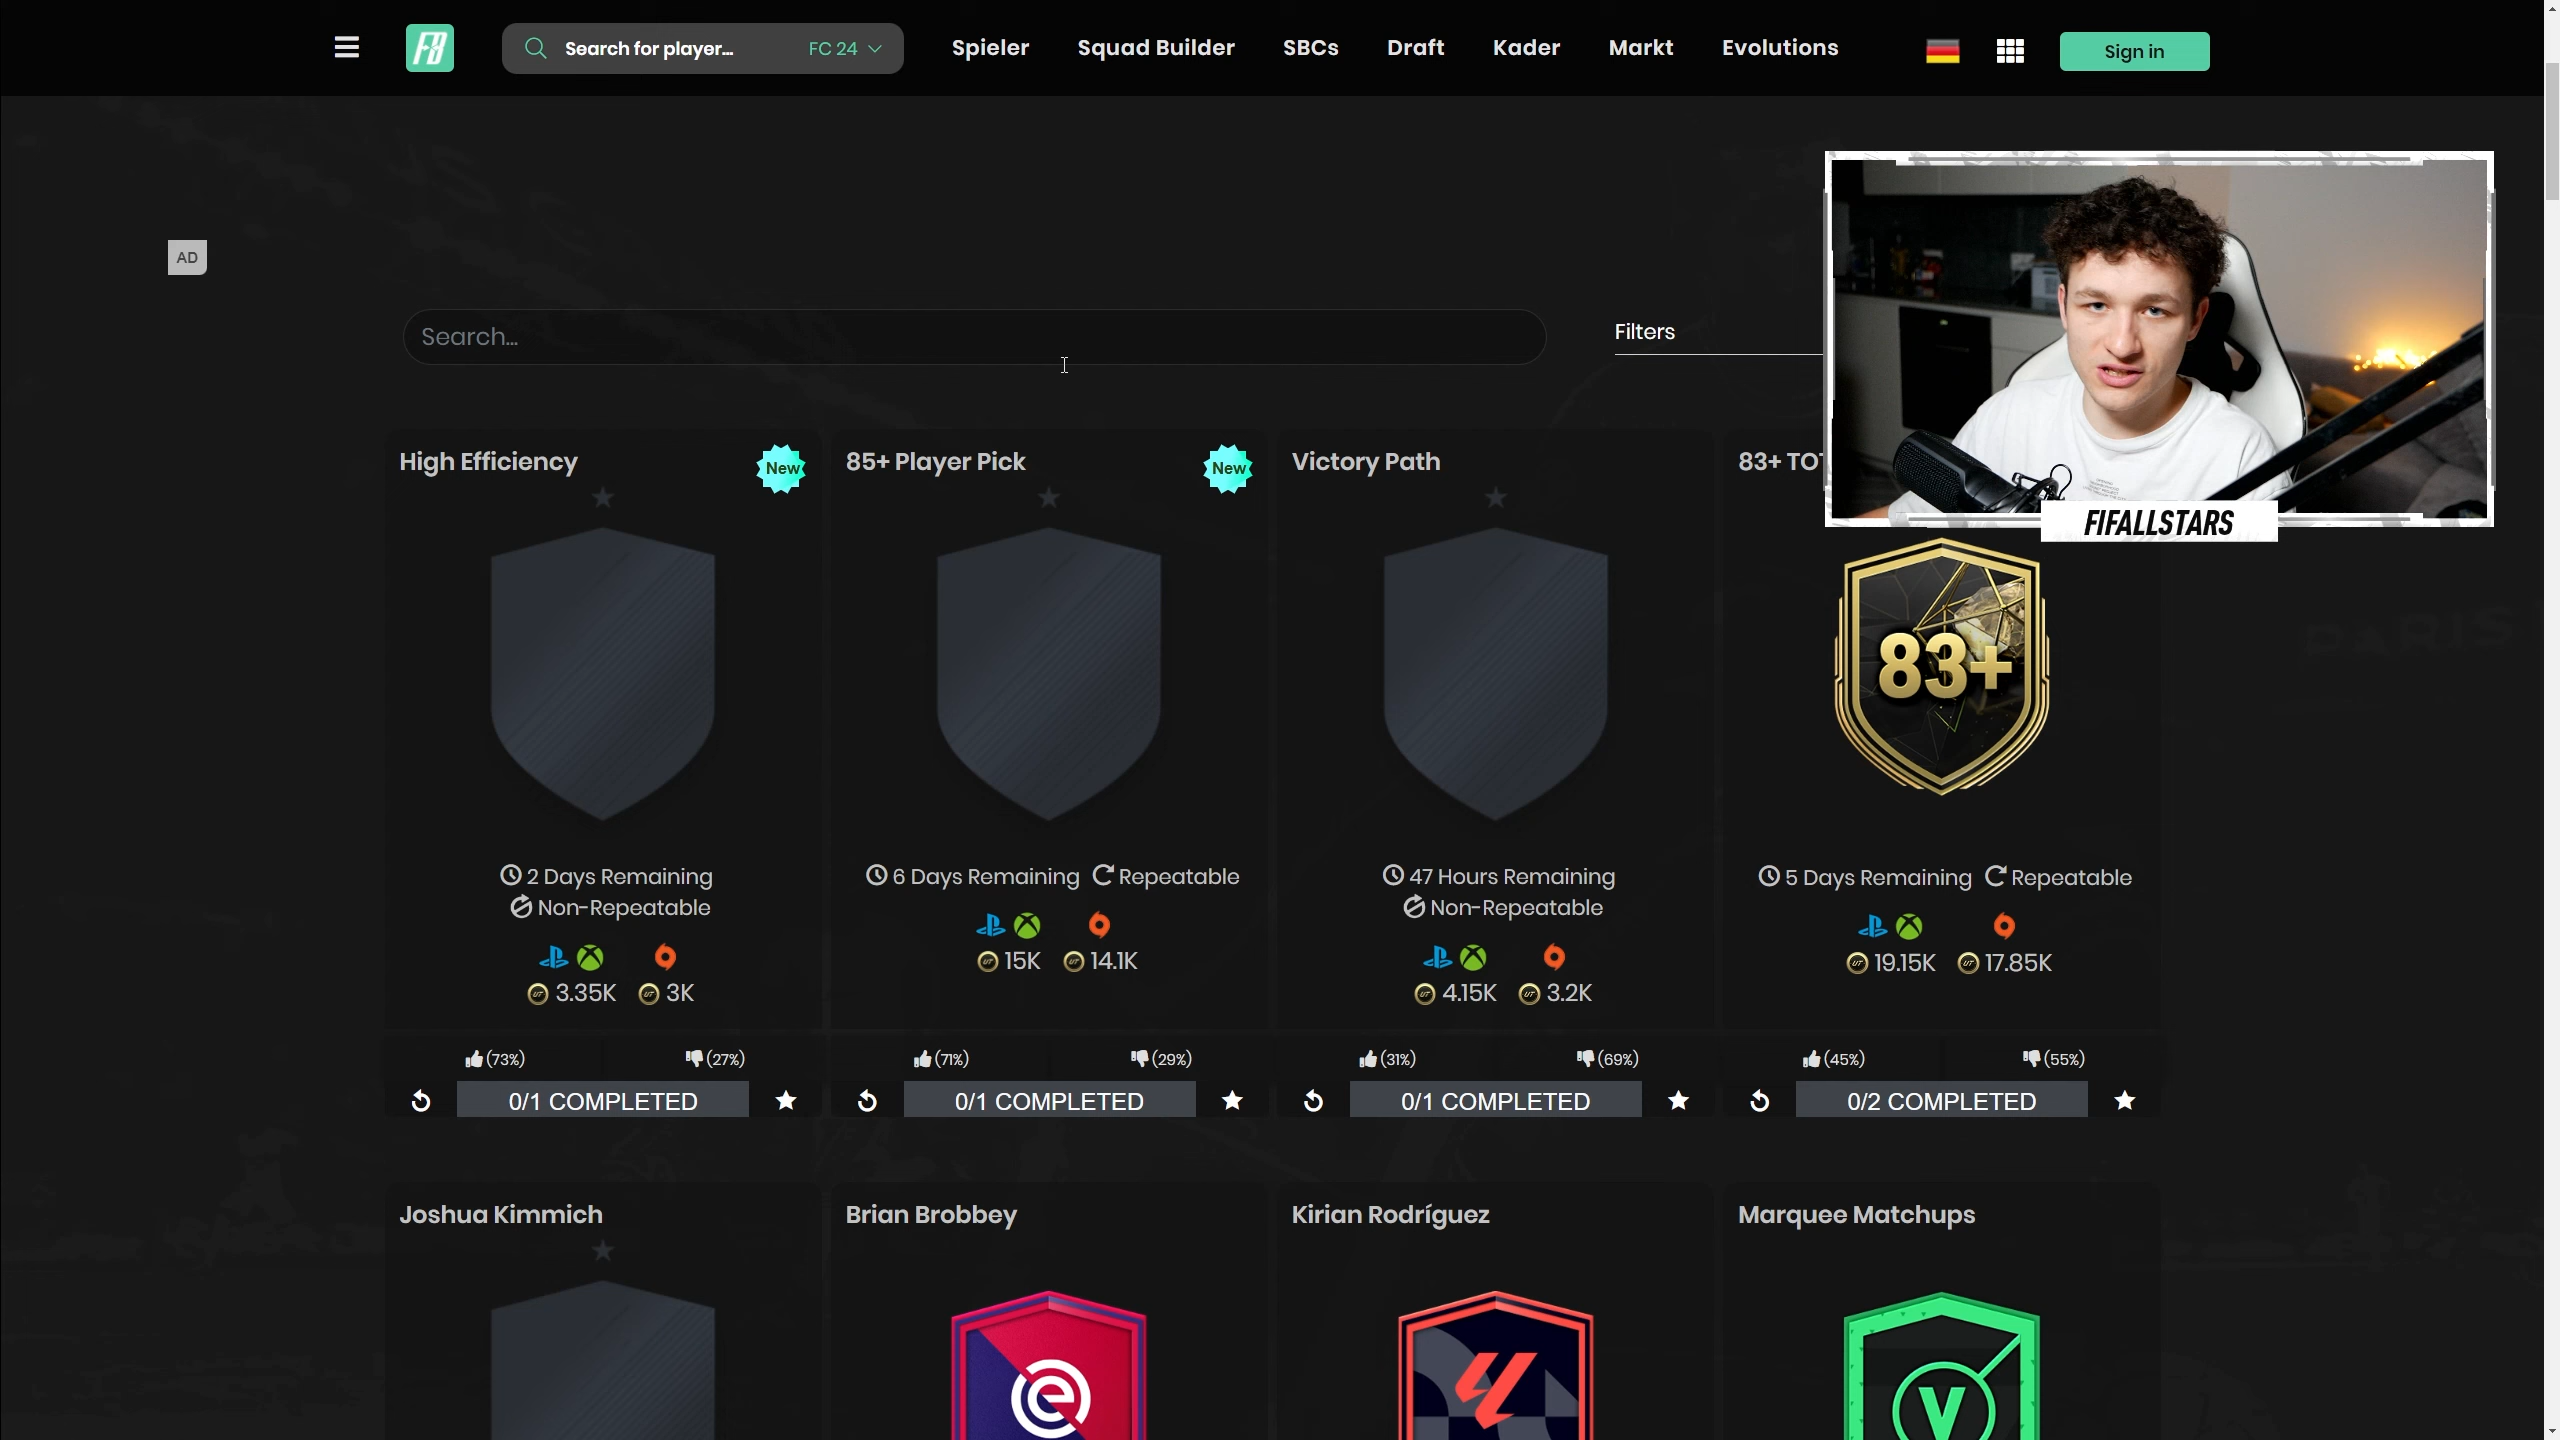 Search for player...
FC 24
Spieler
Squad Builder
SBCs
Draft
Kader
Markt
Evolutions
Sign in
AD
Search...
Filters
FIFALLSTARS
High Efficiency
New
85+ Player Pick
New
Victory Path
83+
83+
2 Days Remaining
Non-Repeatable
3.35K
3K
6 Days Remaining
Repeatable
15K
14.1K
47 Hours Remaining
Non-Repeatable
4.15K
3.2K
5 Days Remaining
Repeatable
19.15K
17.85K
(73%)
(27%)
(71%)
(29%)
(31%)
(69%)
(45%)
(55%)
0/1 COMPLETED
0/1 COMPLETED
0/1 COMPLETED
0/2 COMPLETED
Joshua Kimmich
Brian Brobbey
Kirian Rodríguez
Marquee Matchups